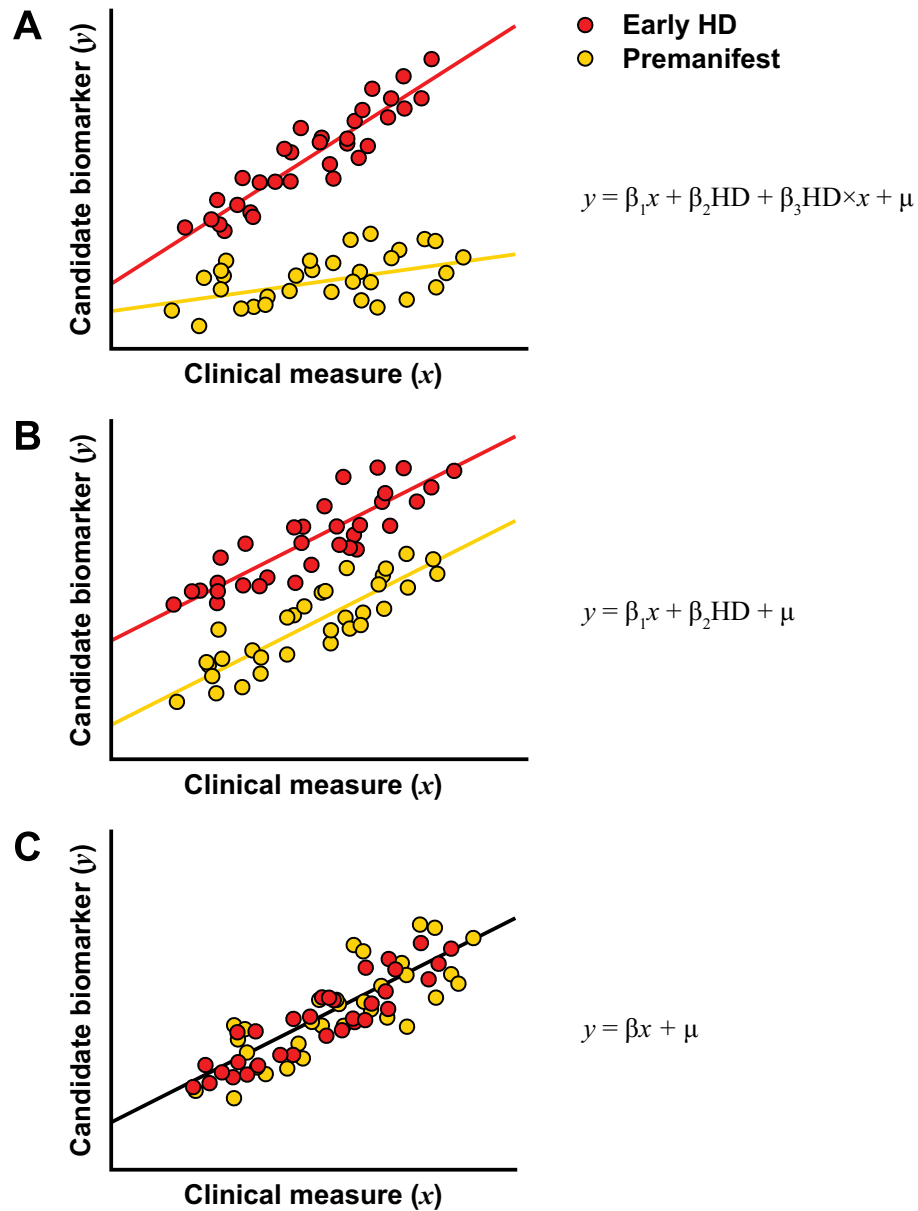 A
Candidate biomarker (y)
Clinical measure (x)
Early HD
Premanifest
y = β₁x + β₂HD + β₃HD×x + μ
B
Candidate biomarker (y)
Clinical measure (x)
y = β₁x + β₂HD + μ
C
Candidate biomarker (y)
Clinical measure (x)
y = βx + μ